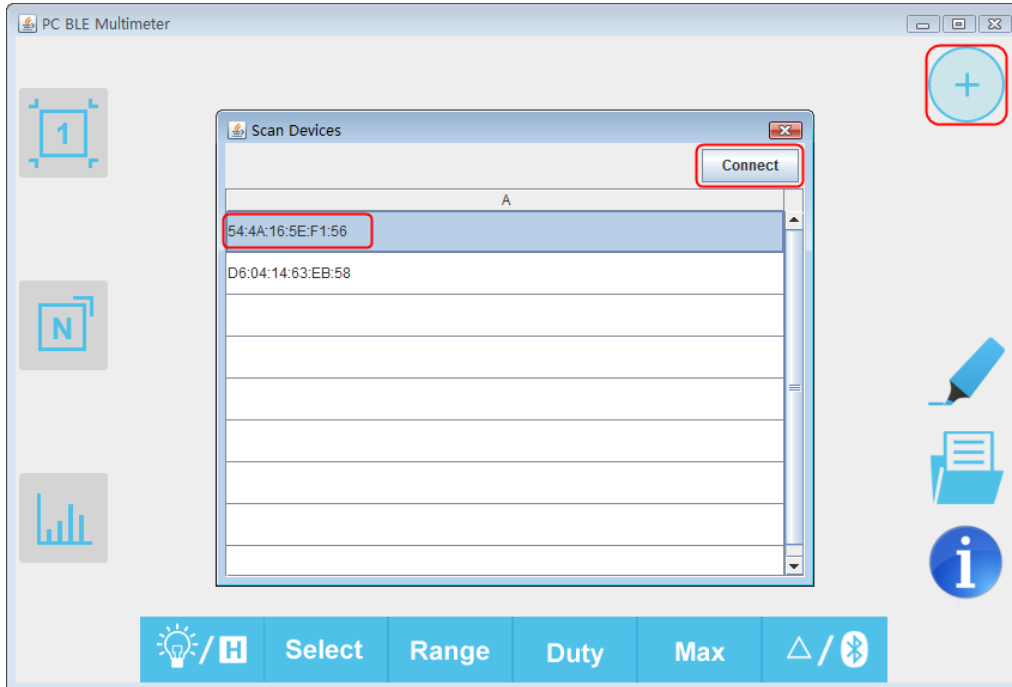 PC BLE Multimeter
+
1
Scan Devices
Connect
A
54:4A:16:5E:F1:56
D6:04:14:63:EB:58
N
i
/ H
Select
Range
Duty
Max
△ /